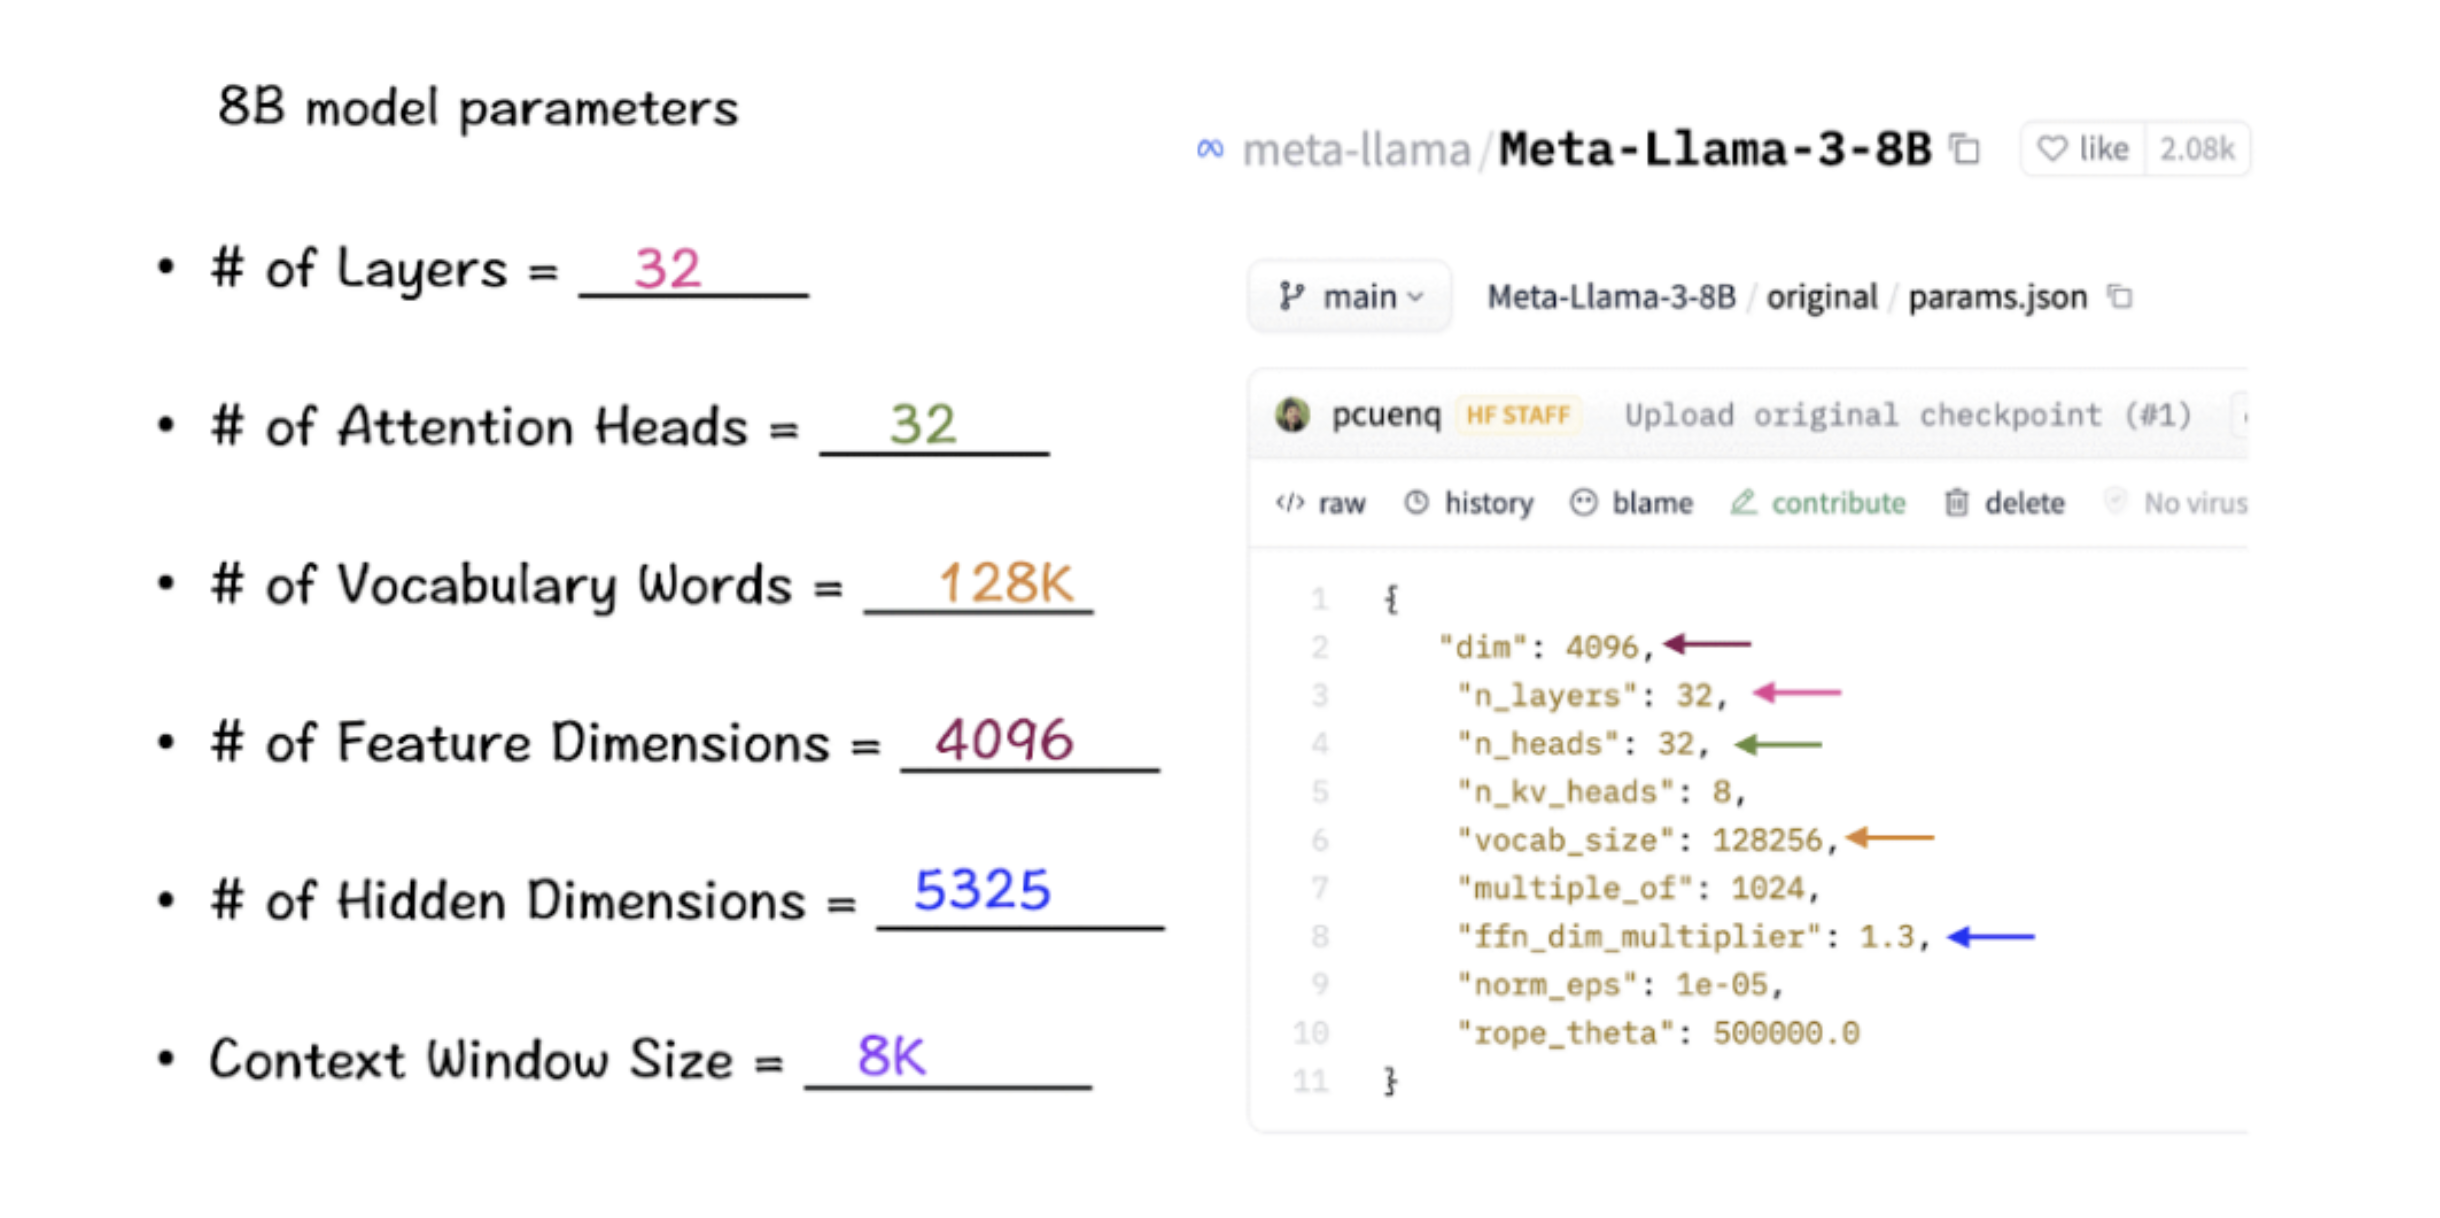 8B model parameters
• # of Layers = 32
• # of Attention Heads = 32
• # of Vocabulary Words = 128K
• # of Feature Dimensions = 4096
• # of Hidden Dimensions = 5325
• Context Window Size = 8K
meta-llama/Meta-Llama-3-8B like 2.08k
main Meta-Llama-3-8B / original / params.json
pcuenq HF STAFF Upload original checkpoint (#1)
</> raw history blame contribute delete No virus
1 {
2 "dim": 4096,
3 "n_layers": 32,
4 "n_heads": 32,
5 "n_kv_heads": 8,
6 "vocab_size": 128256,
7 "multiple_of": 1024,
8 "ffn_dim_multiplier": 1.3,
9 "norm_eps": 1e-05,
10 "rope_theta": 500000.0
11 }